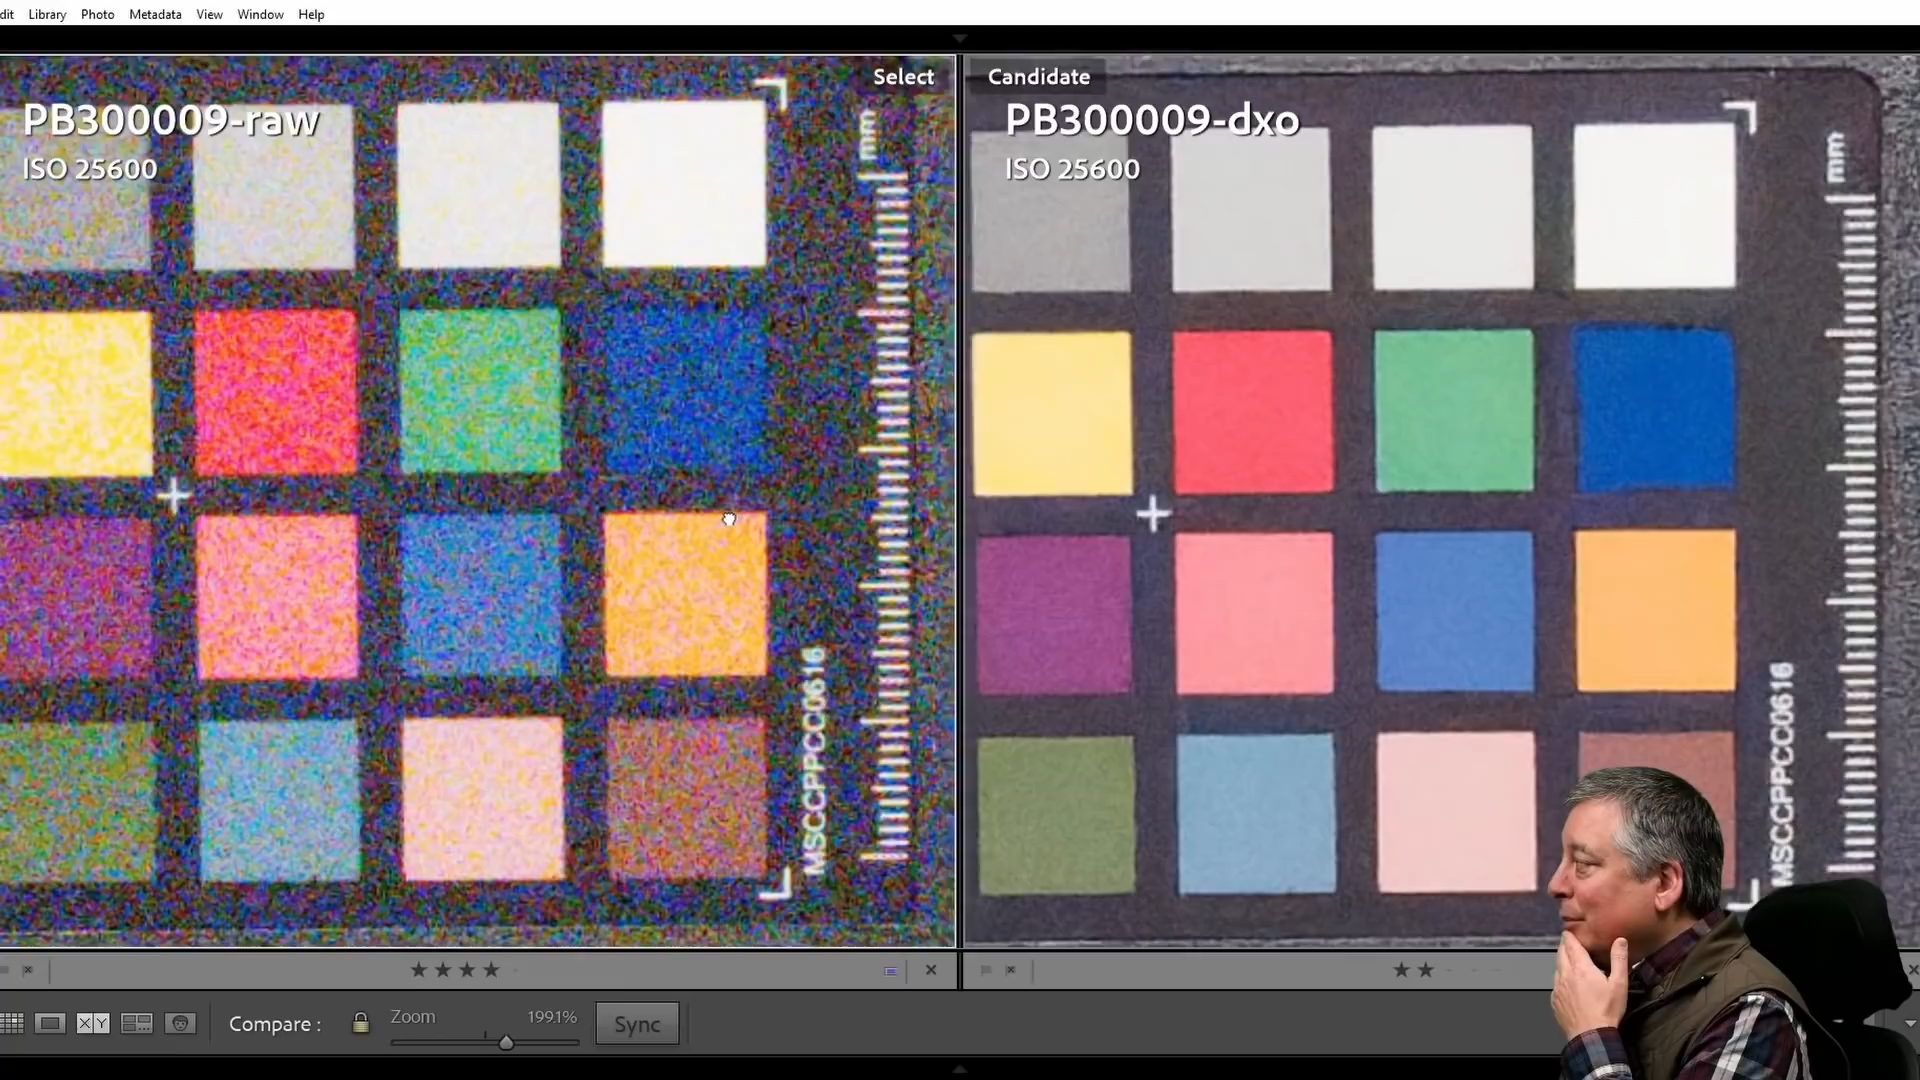 dit Library Photo Metadata View Window Help
Select
PB300009-raw
ISO 25600
mm
MSCCPPCC0616
Candidate
PB300009-dxo
ISO 25600
mm
MSCCPPCC0616
Compare :
Zoom
199.1%
Sync